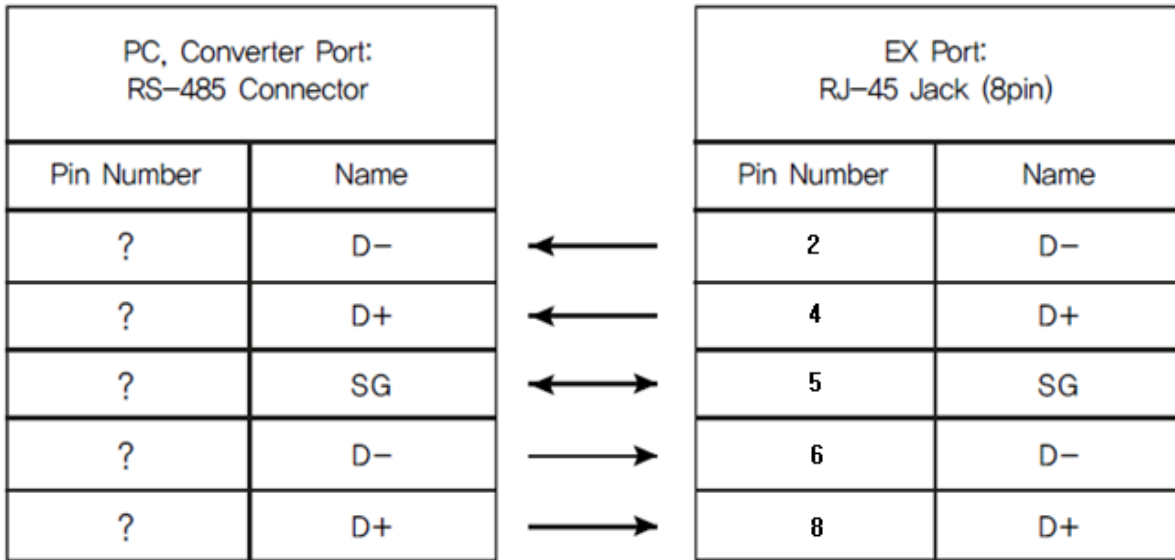 PC, Converter Port:
RS-485 Connector
EX Port:
RJ-45 Jack (8pin)
Pin Number Name Pin Number Name
? D- 2 D-
? D+ 4 D+
? SG 5 SG
? D- 6 D-
? D+ 8 D+